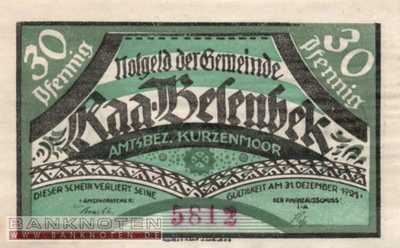 30
Pfennig
30
Pfennig
Notgeld der Gemeinde
Raa-Besenbek
AMTSBEZ. KURZENMOOR
DIESER SCHEIN VERLIERT SEINE
GÜLTIGKEIT AM 31. DEZEMBER 1921.
5812
BANKNOTEN
WWW.BANKNOTEN.DE